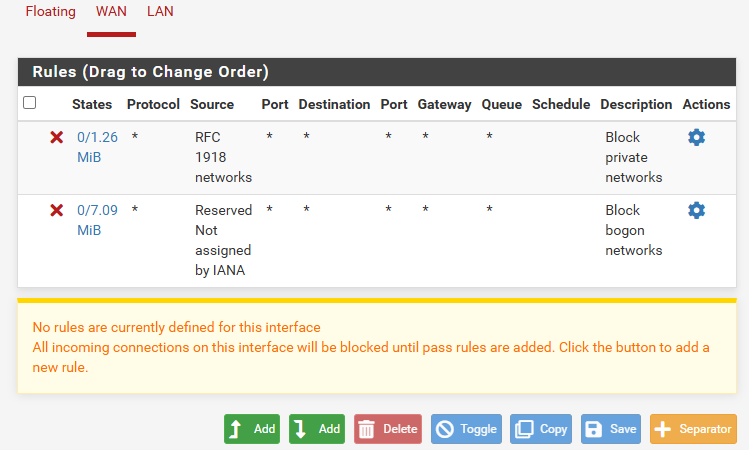 Floating WAN LAN
Rules (Drag to Change Order)
States Protocol Source Port Destination Port Gateway Queue Schedule Description Actions
0/1.26 * RFC * * * * * Block
MiB 1918 private
networks networks
0/7.09 * Reserved * * * * * Block
MiB Not bogon
assigned networks
by IANA
No rules are currently defined for this interface
All incoming connections on this interface will be blocked until pass rules are added. Click the button to add a
new rule.
Add Add Delete Toggle Copy Save Separator